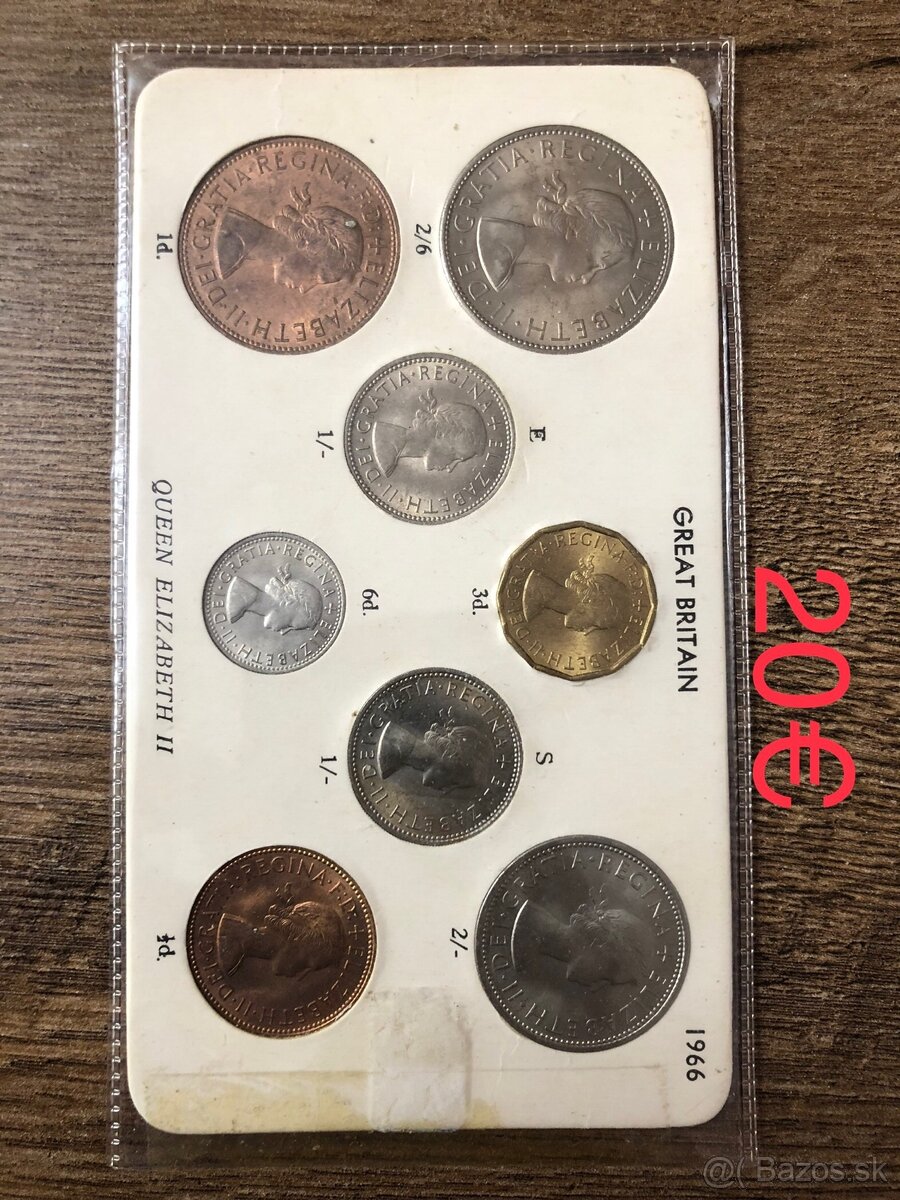 GREAT BRITAIN
1966
2/6
E
3d.
S
2/-
1d.
1/-
6d.
1/-
½d.
QUEEN ELIZABETH II
20€
ELIZABETH·II·DEI·GRATIA·REGINA
ELIZABETH·II·DEI·GRATIA·REGINA·F:D·
ELIZABETH·II·DEI·GRATIA·REGINA
ELIZABETH·II·DEI·GRATIA·REGINA·F:D·
ELIZABETH·II·DEI·GRATIA·REGINA
ELIZABETH·II·DEI·GRATIA·REGINA
ELIZABETH·II·DEI·GRATIA·REGINA
ELIZABETH·II·DEI·GRATIA·REGINA·F:D·
@( Bazos.sk